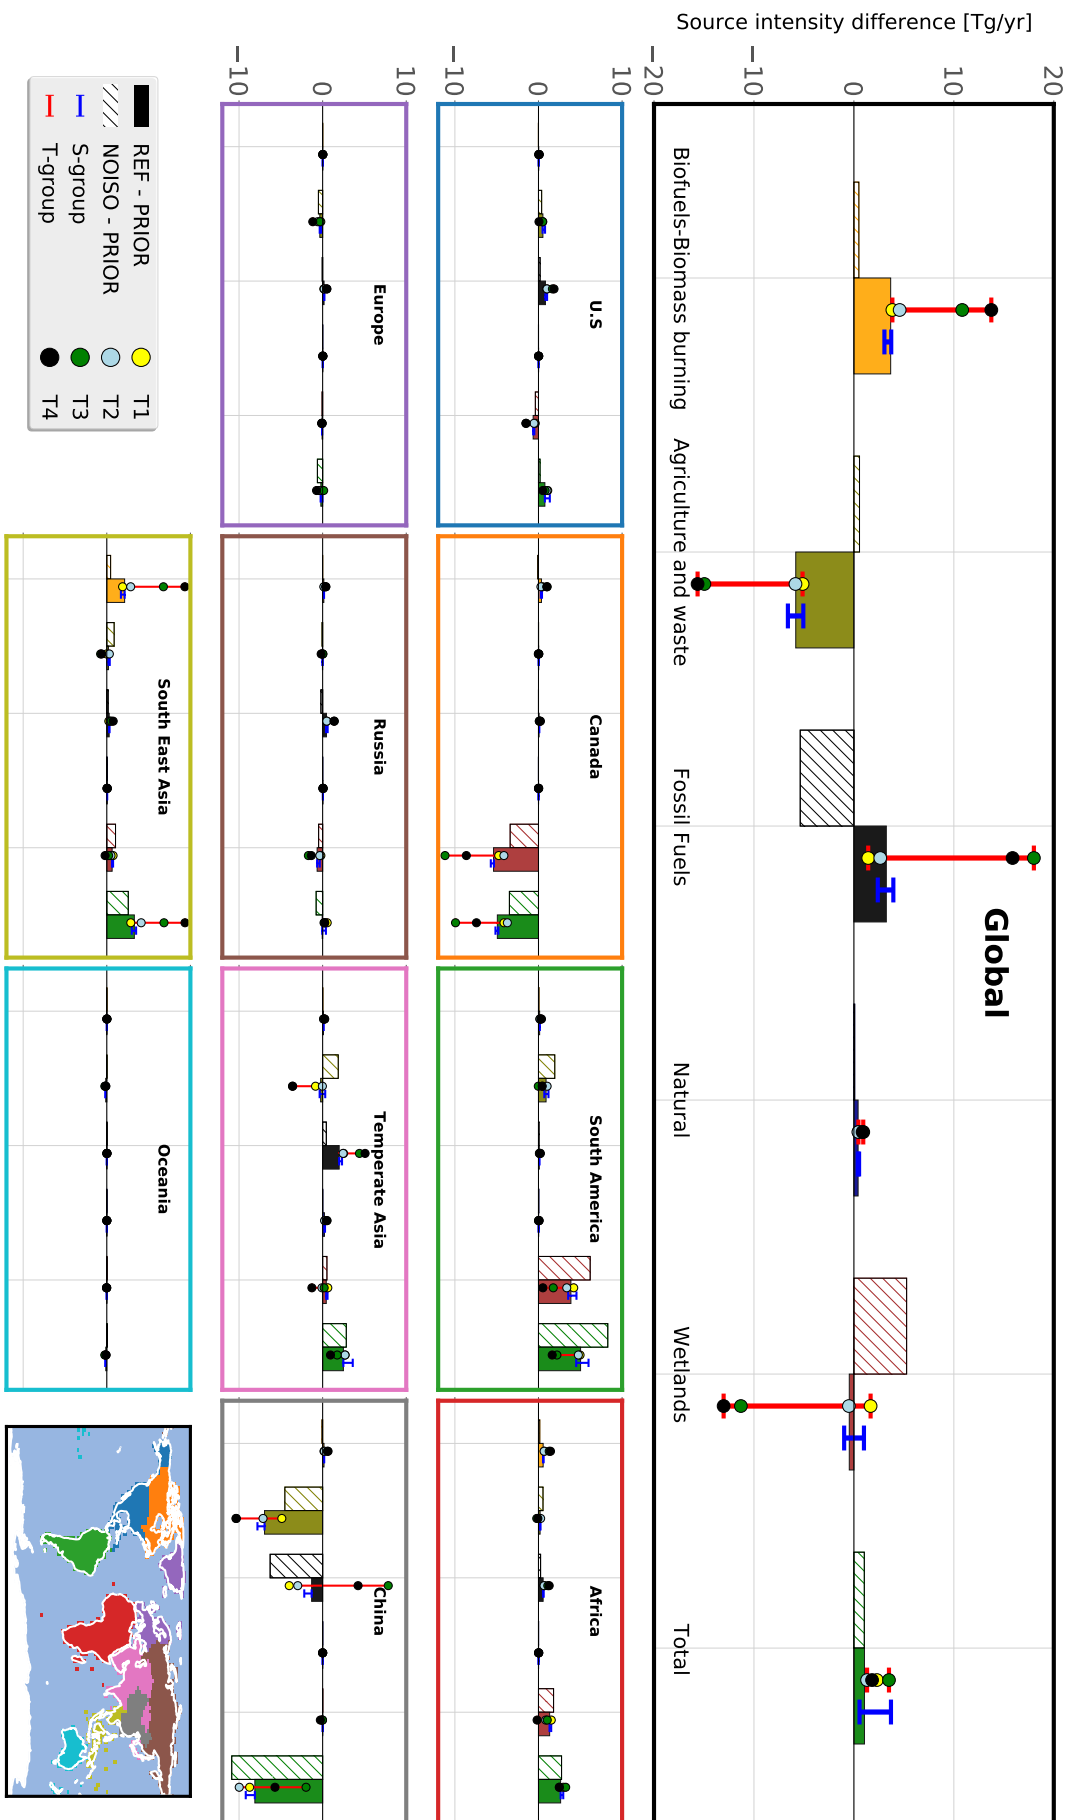 Source intensity difference [Tg/yr]
20
10
0
−10
−20
Global
Biofuels-Biomass burning
Agriculture and waste
Fossil Fuels
Natural
Wetlands
Total
10
0
−10
U.S
Canada
South America
Africa
10
0
−10
Europe
Russia
Temperate Asia
China
South East Asia
Oceania
REF - PRIOR
NOISO - PRIOR
S-group
T-group
T1
T2
T3
T4